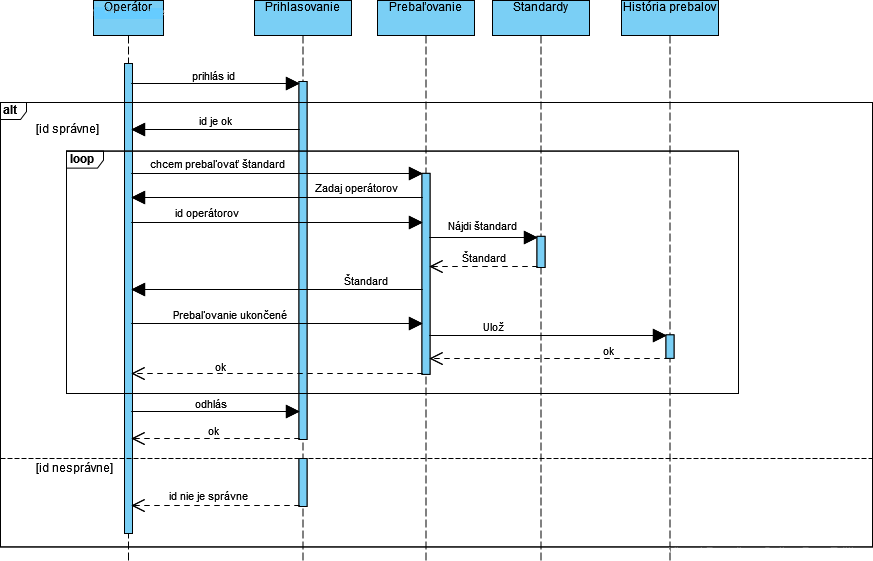 Operátor
Prihlasovanie
Prebaľovanie
Standardy
História prebalov
prihlás id
alt
[id správne]
id je ok
loop
chcem prebaľovať štandard
Zadaj operátorov
id operátorov
Nájdi štandard
Štandard
Štandard
Prebaľovanie ukončené
Ulož
ok
ok
odhlás
ok
[id nesprávne]
id nie je správne